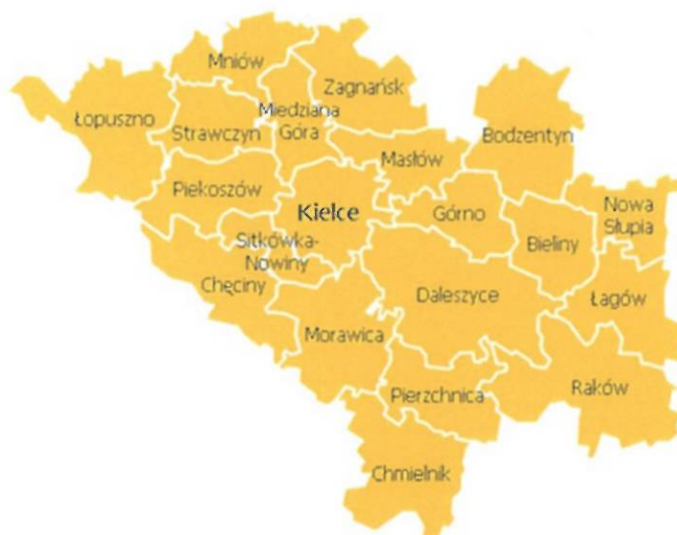 Mniów
Zagnańsk
Łopuszno
Miedziana
Góra
Strawczyn
Bodzentyn
Masłów
Piekoszów
Kielce
Górno
Nowa
Słupia
Sitkówka-
Nowiny
Bieliny
Chęciny
Daleszyce
Łagów
Morawica
Pierzchnica
Raków
Chmielnik